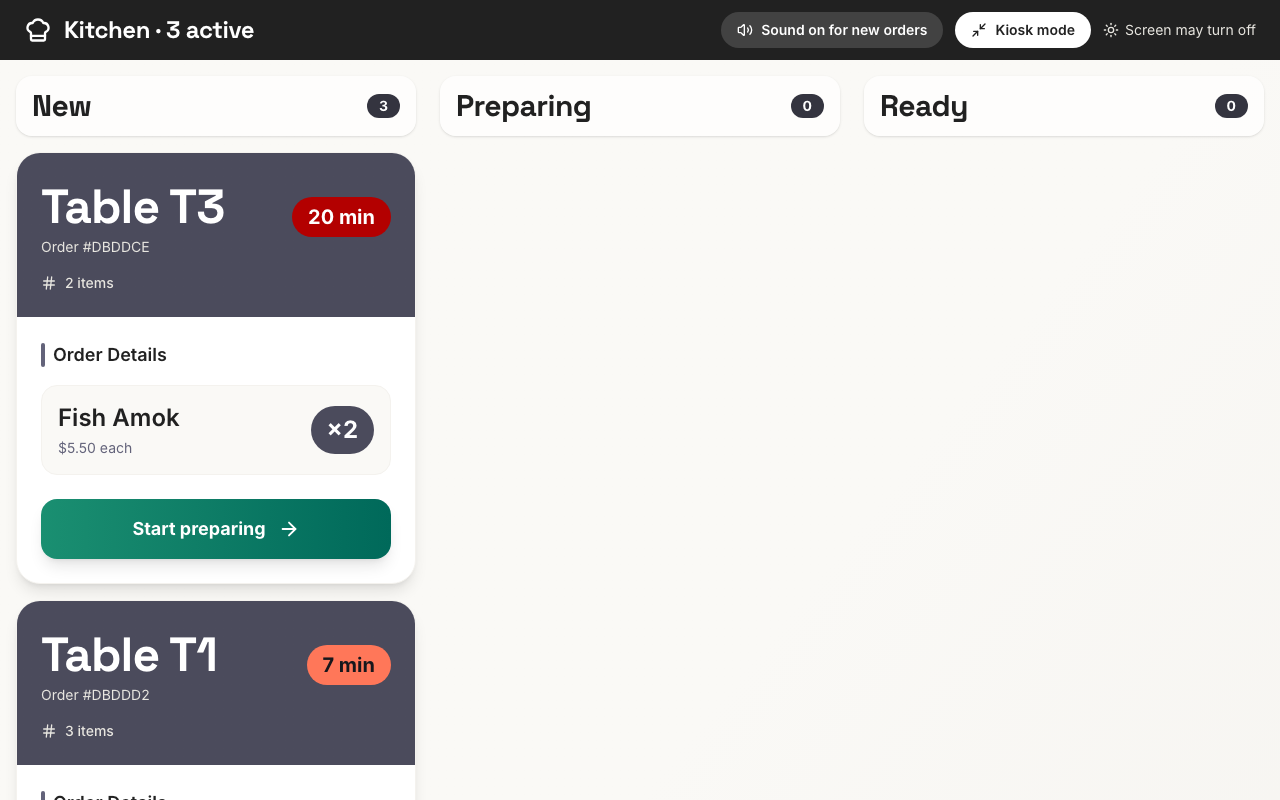 Kitchen · 3 active
Sound on for new orders
Kiosk mode
Screen may turn off
New
3
Preparing
0
Ready
0
Table T3
20 min
Order #DBDDCE
2 items
Order Details
Fish Amok
×2
$5.50 each
Start preparing
Table T1
7 min
Order #DBDDD2
3 items
Order Details